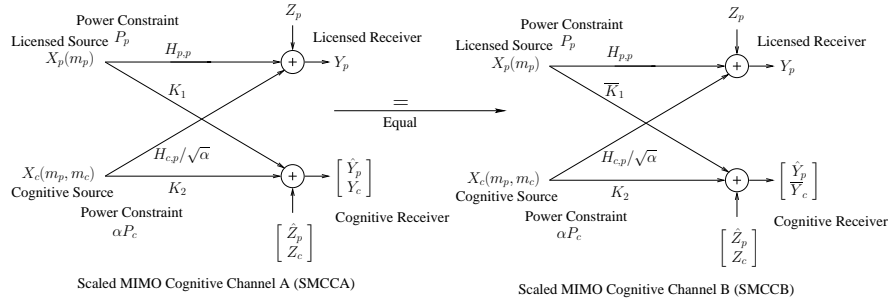 Power Constraint
P_p
Z_p
Licensed Source
X_p(m_p)
H_{p,p}
Licensed Receiver
Y_p
K_1
H_{c,p}/√α
X_c(m_p, m_c)
Cognitive Source
K_2
[ Ŷ_p
Y_c ]
Power Constraint
αP_c
Cognitive Receiver
[ Ẑ_p
Z_c ]
Scaled MIMO Cognitive Channel A (SMCCA)
=
Equal
Power Constraint
P_p
Z_p
Licensed Source
X_p(m_p)
H_{p,p}
Licensed Receiver
Y_p
K̅_1
H_{c,p}/√α
X_c(m_p, m_c)
Cognitive Source
K_2
[ Ŷ_p
Y̅_c ]
Power Constraint
αP_c
Cognitive Receiver
[ Ẑ_p
Z_c ]
Scaled MIMO Cognitive Channel B (SMCCB)